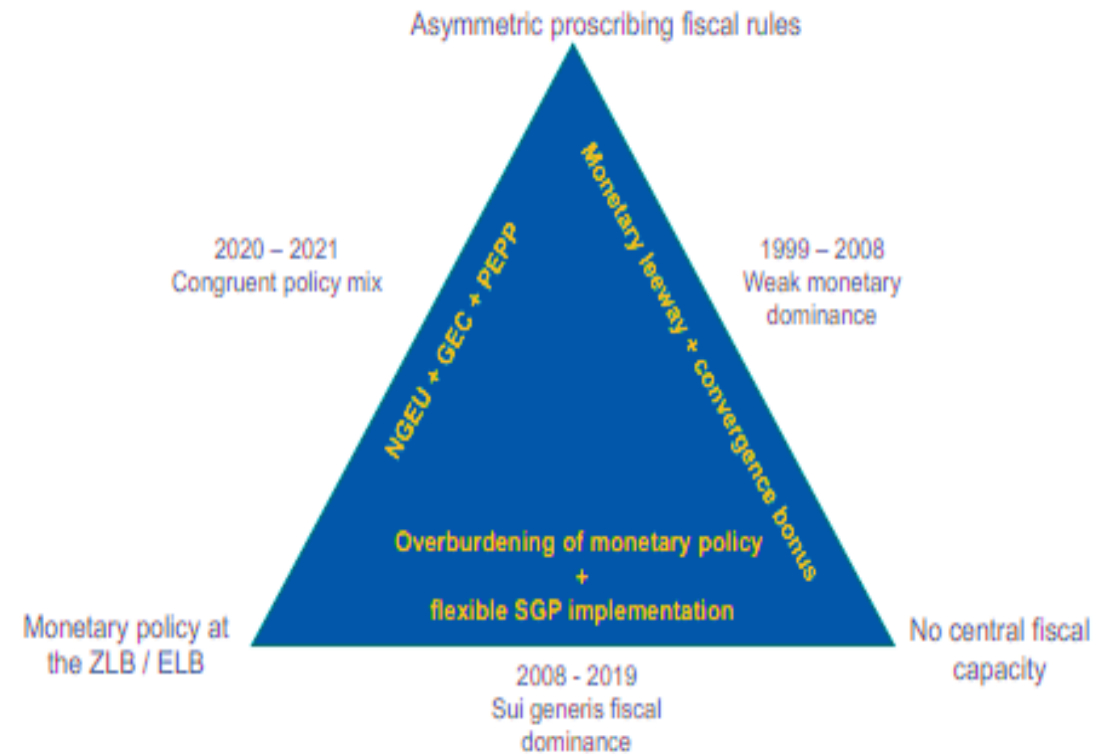 Asymmetric proscribing fiscal rules
2020 – 2021
Congruent policy mix
NGEU + GEC + PEPP
Monetary leeway + convergence bonus
1999 – 2008
Weak monetary
dominance
Overburdening of monetary policy
+
flexible SGP implementation
Monetary policy at
the ZLB / ELB
No central fiscal
capacity
2008 - 2019
Sui generis fiscal
dominance